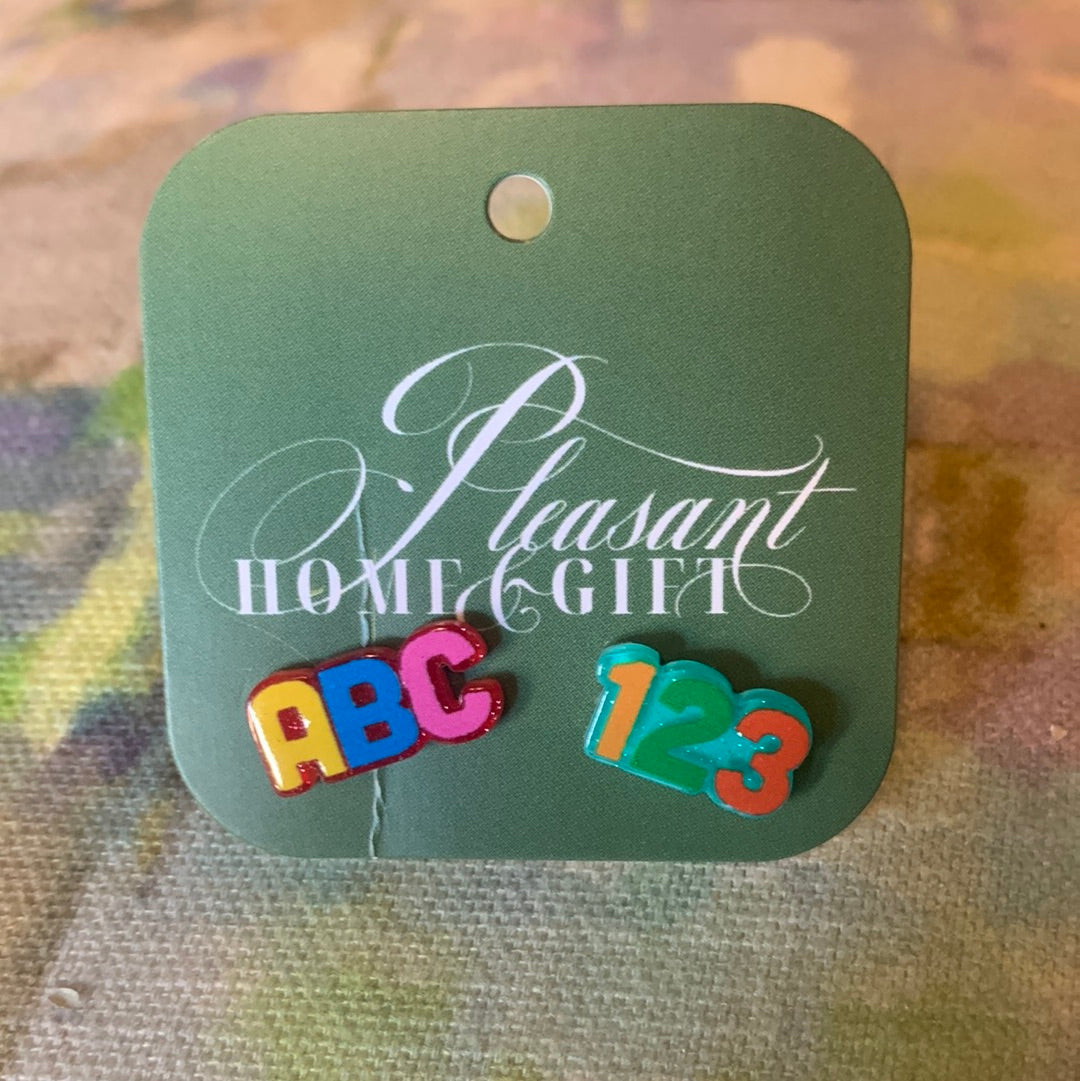 Pleasant
HOME & GIFT
ABC 123